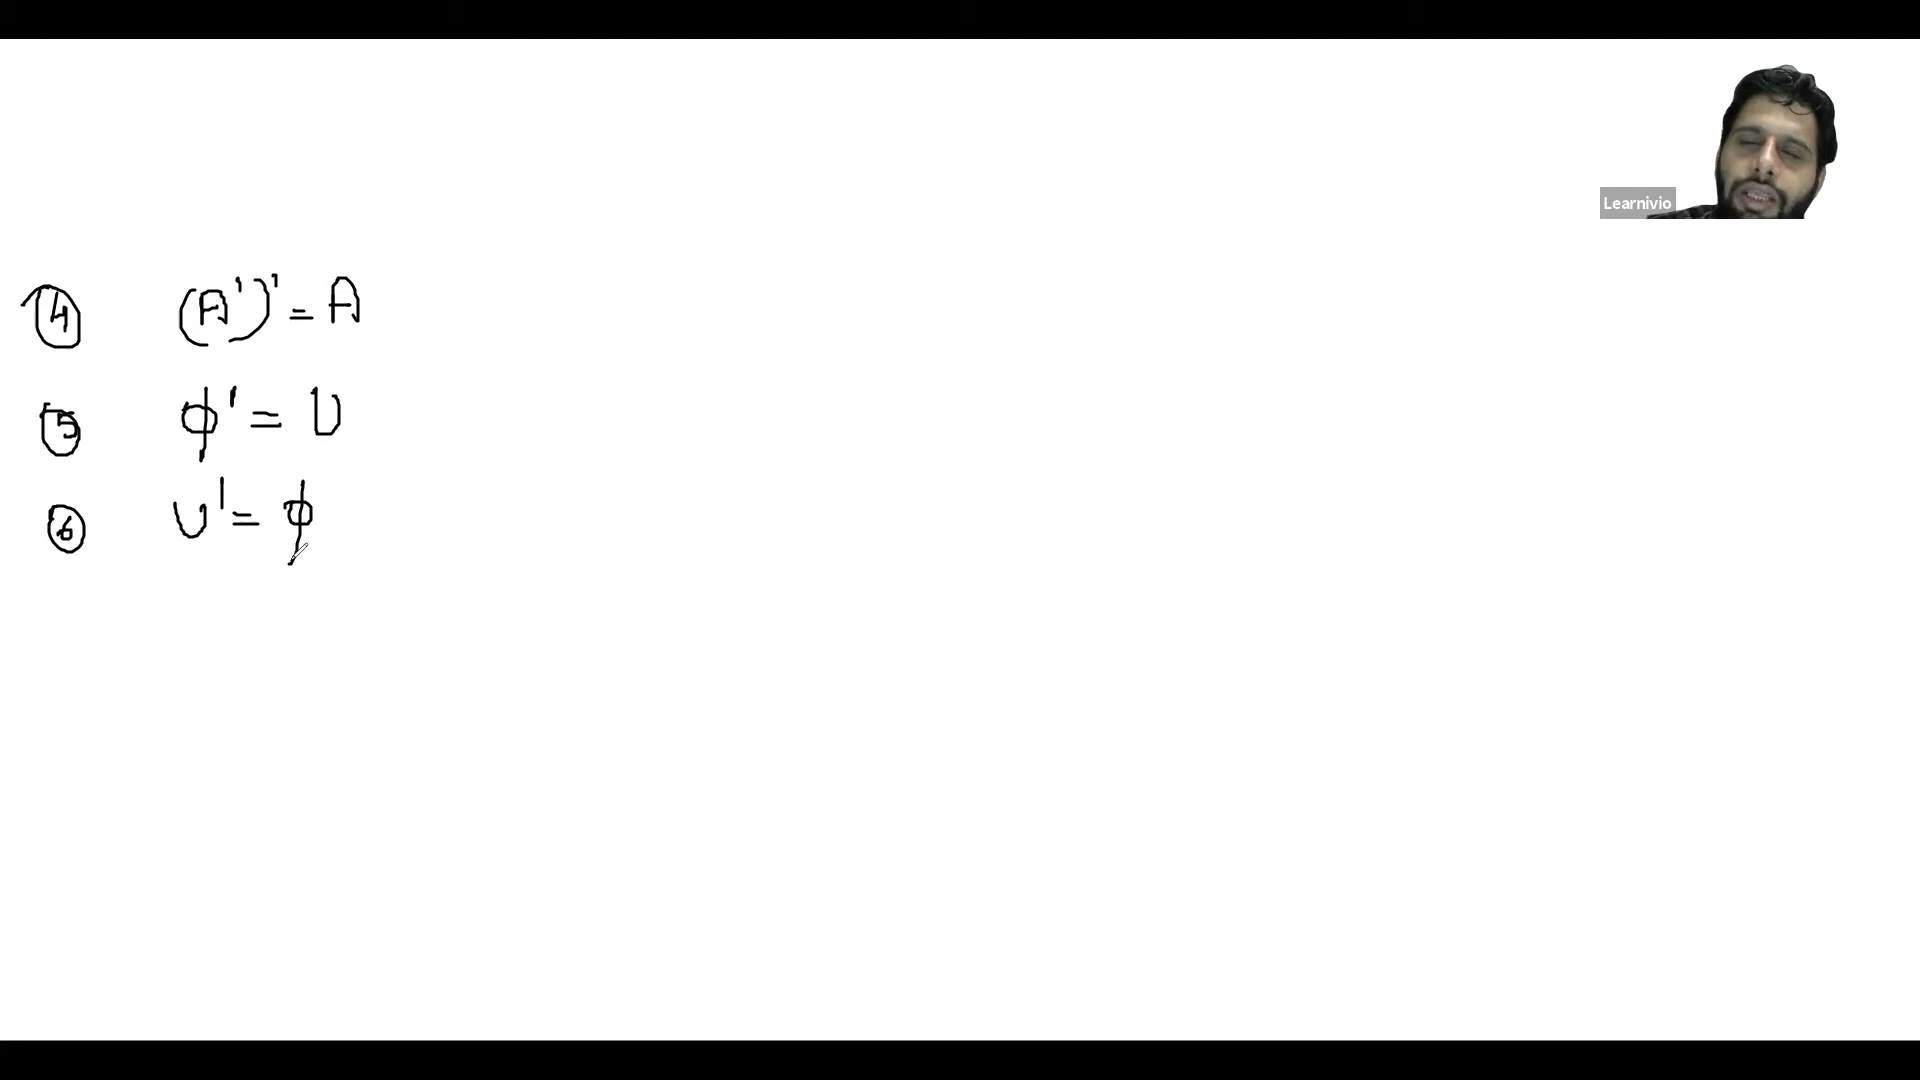 Learnivio
④ (A')' = A
⑤ ϕ' = U
⑥ U' = ϕ